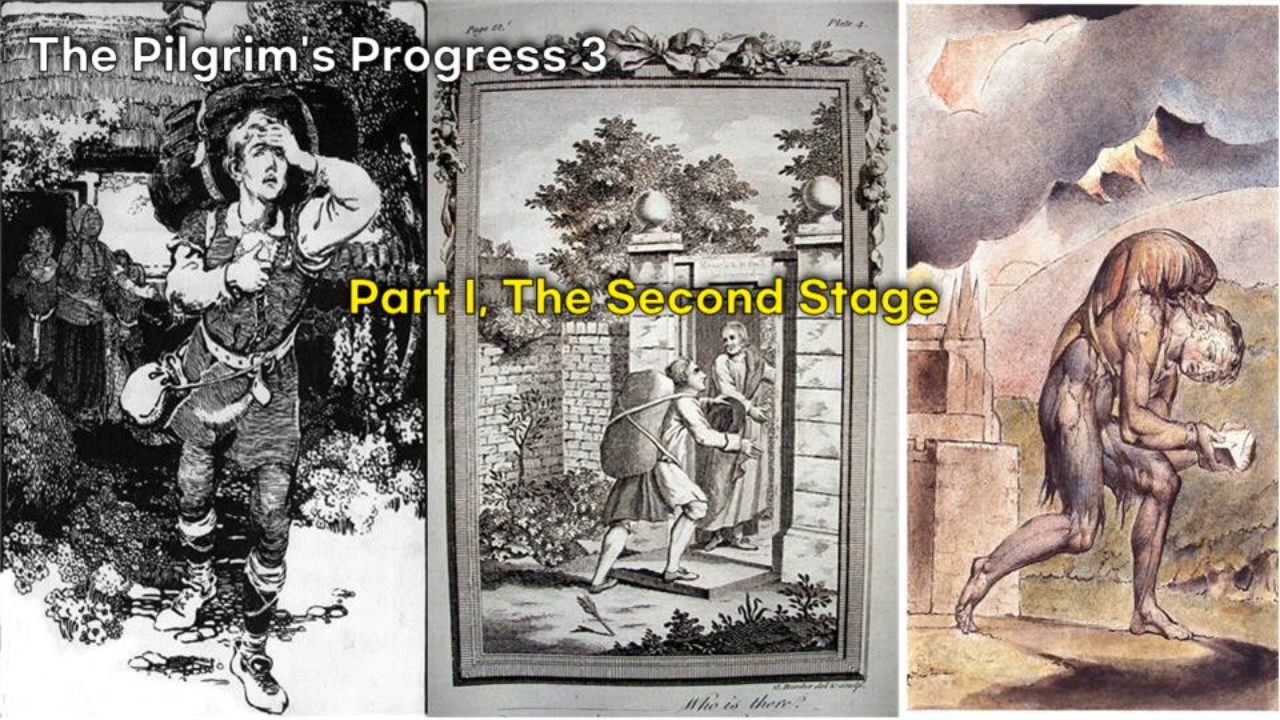 Page 22.
Plate 4.
The Pilgrim's Progress 3
Part I, The Second Stage
Who is there?